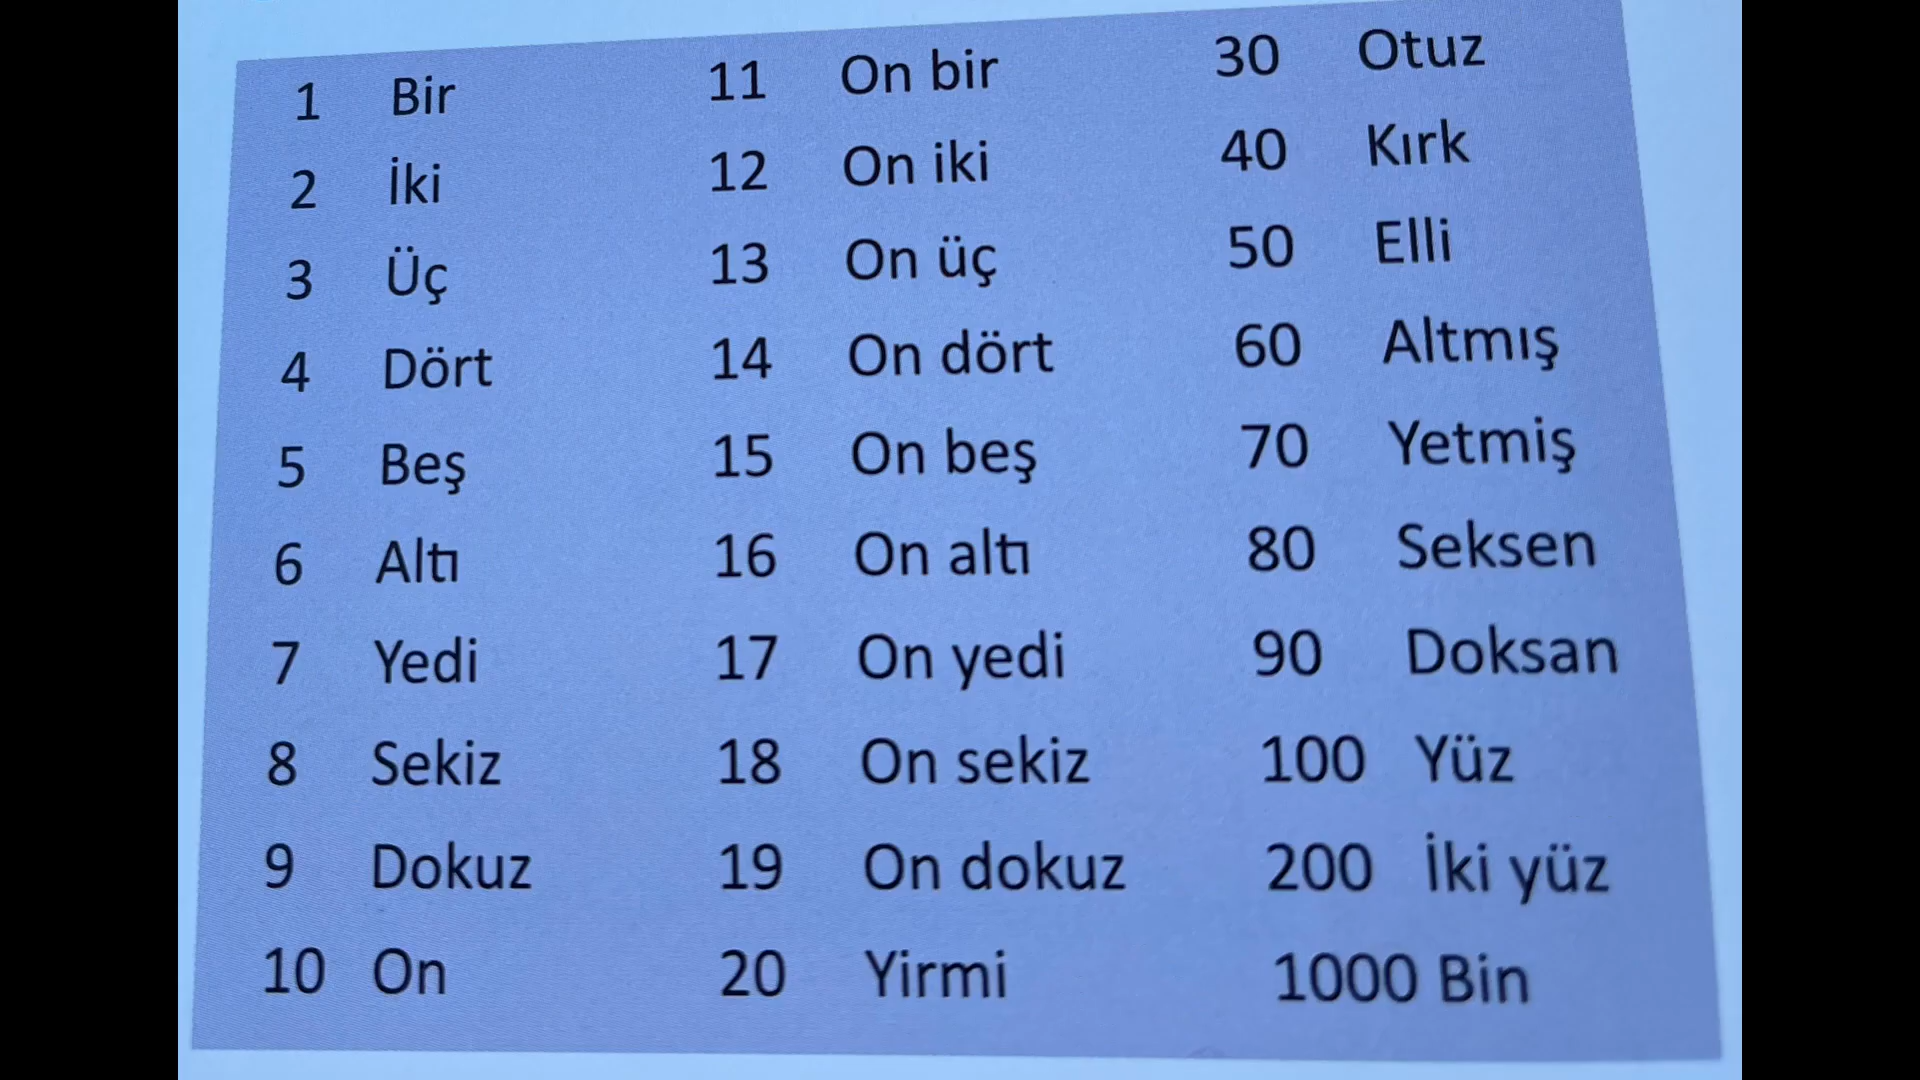 1 Bir
2 İki
3 Üç
4 Dört
5 Beş
6 Altı
7 Yedi
8 Sekiz
9 Dokuz
10 On
11 On bir
12 On iki
13 On üç
14 On dört
15 On beş
16 On altı
17 On yedi
18 On sekiz
19 On dokuz
20 Yirmi
30 Otuz
40 Kırk
50 Elli
60 Altmış
70 Yetmiş
80 Seksen
90 Doksan
100 Yüz
200 İki yüz
1000 Bin